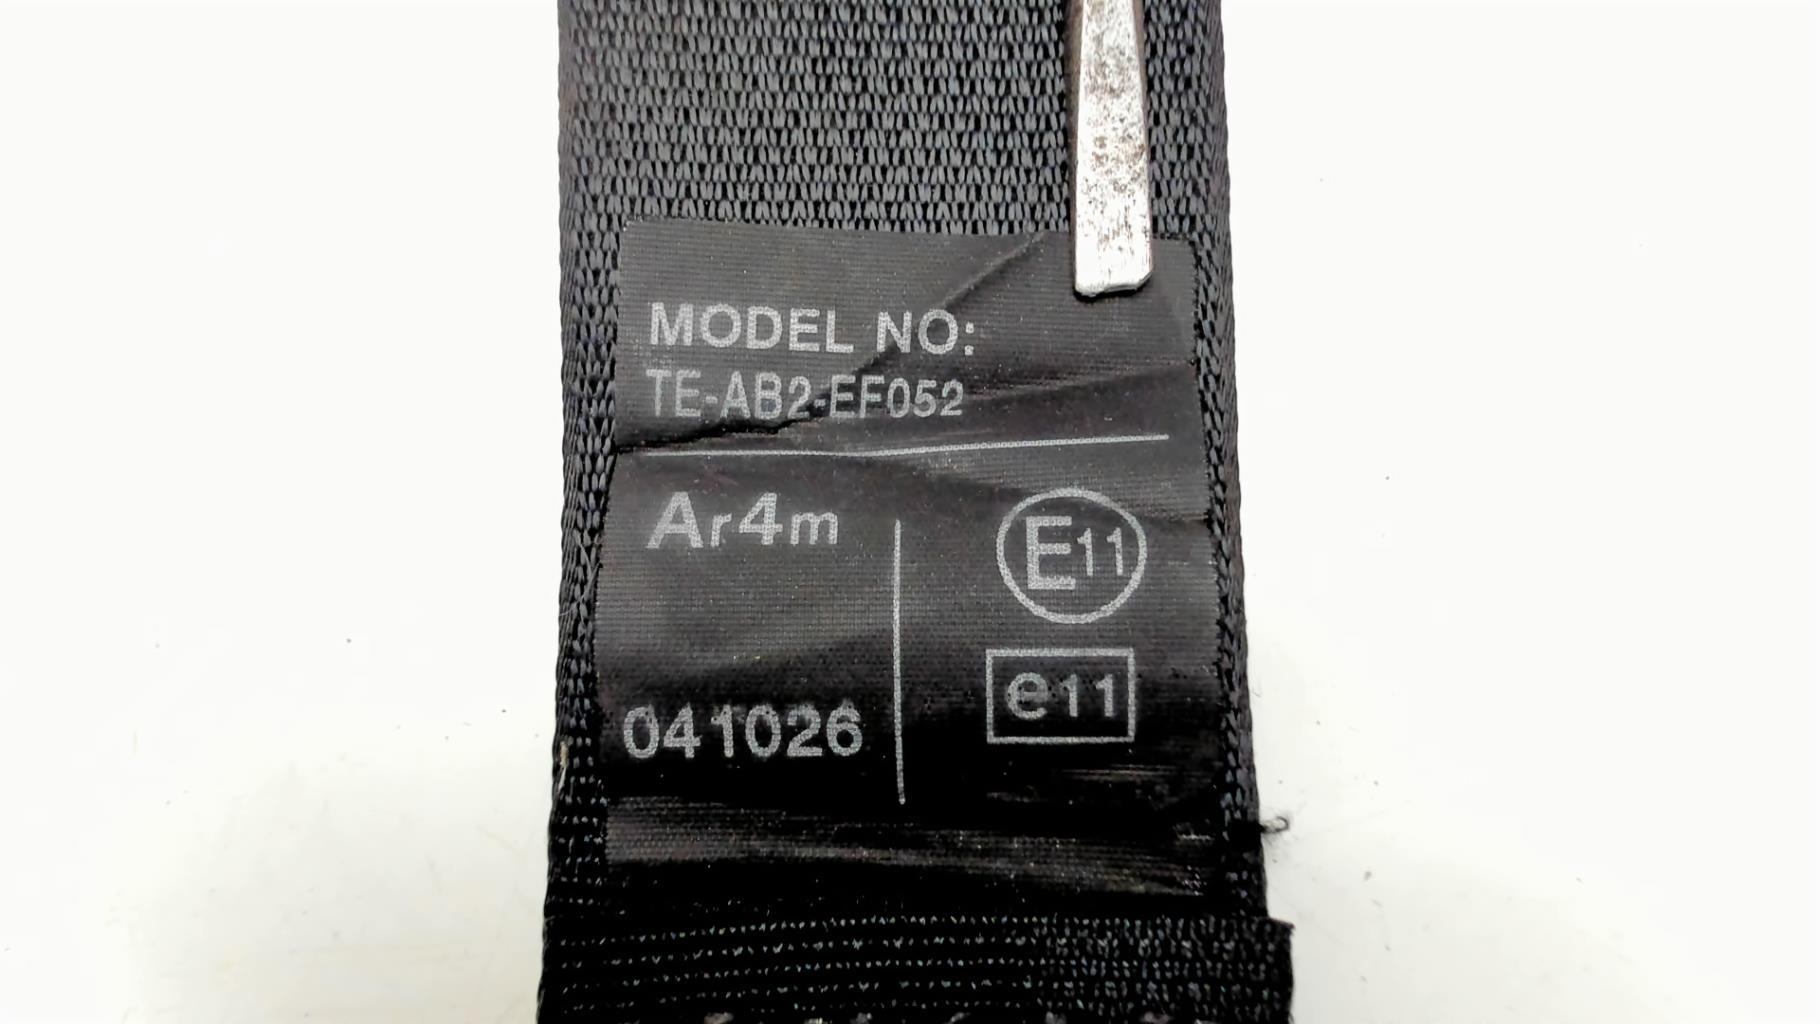 MODEL NO:
TE-AB2-EF052
Ar4m
E11
e11
041026